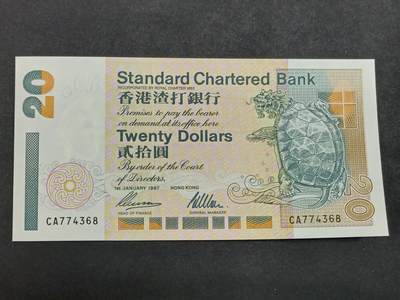 20
Standard Chartered Bank
INCORPORATED BY ROYAL CHARTER 1853
香港渣打銀行
Promises to pay the bearer
on demand at its office here
Twenty Dollars
貳拾圓
By order of the Court
of Directors.
1st JANUARY 1997 HONG KONG
CA774368
CA774368
HEAD OF FINANCE
GENERAL MANAGER
20